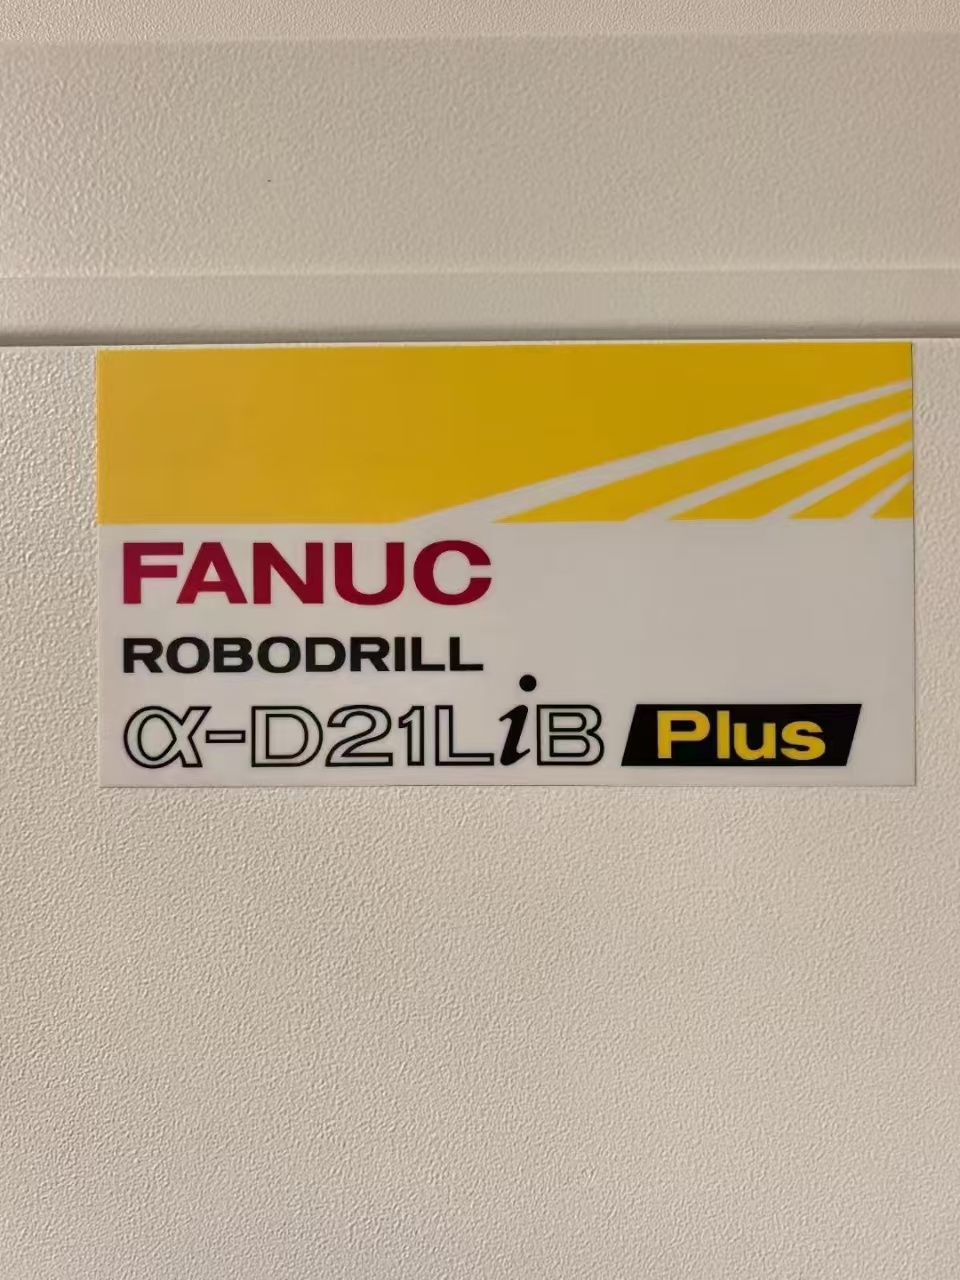 FANUC
ROBODRILL
α-D21LiB Plus